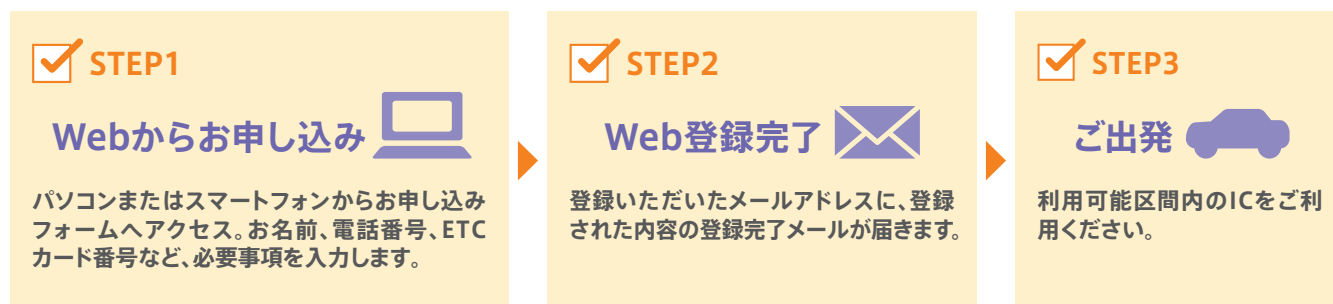 STEP1
Webからお申し込み
パソコンまたはスマートフォンからお申し込み
フォームへアクセス。お名前、電話番号、ETC
カード番号など、必要事項を入力します。
STEP2
Web登録完了
登録いただいたメールアドレスに、登録
された内容の登録完了メールが届きます。
STEP3
ご出発
利用可能区間内のICをご利
用ください。